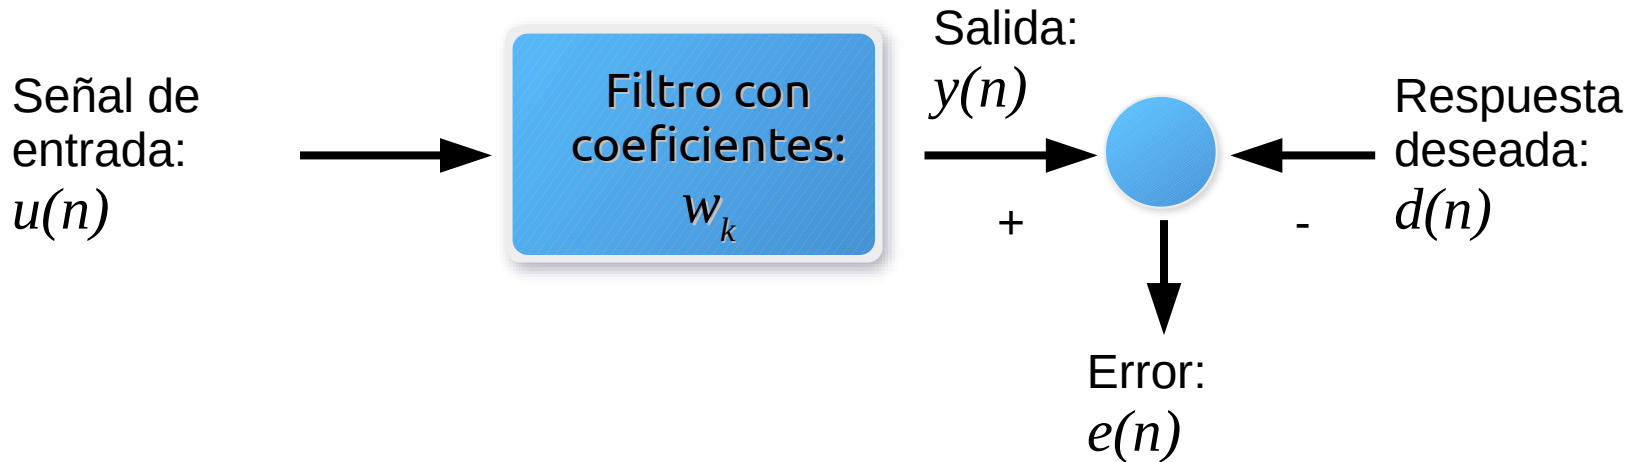 Señal de
entrada:
u(n)
Filtro con
coeficientes:
w_k
Salida:
y(n)
+
-
Respuesta
deseada:
d(n)
Error:
e(n)